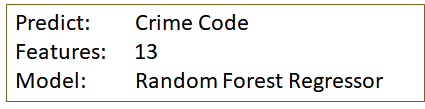 Predict: Crime Code
Features: 13
Model: Random Forest Regressor